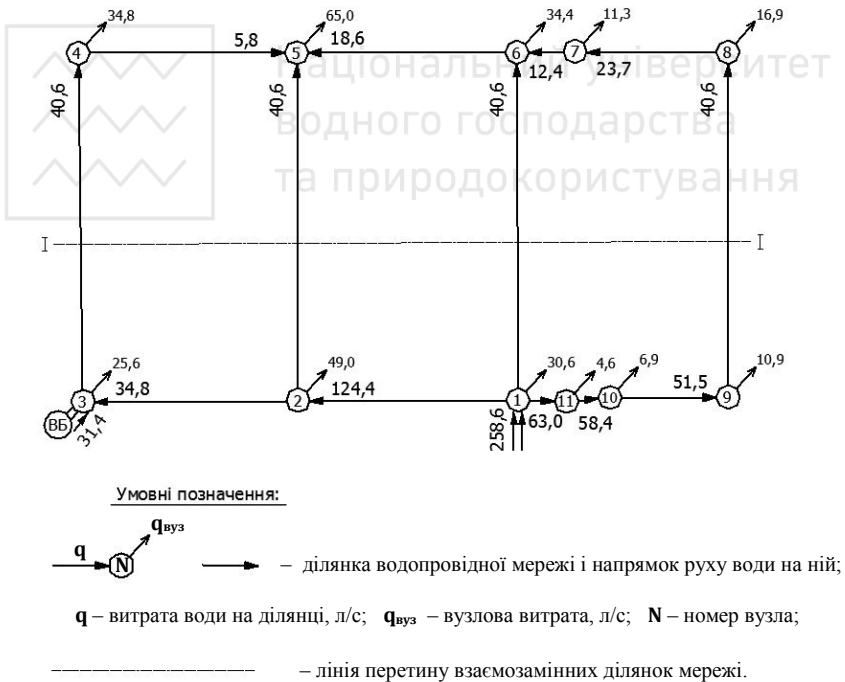 34,8
65,0
34,4
11,3
16,9
4
5,8
5
18,6
6
7
8
12,4
23,7
Національний університет
водного господарства
та природокористування
40,6
40,6
40,6
40,6
I
I
25,6
49,0
30,6
4,6
6,9
10,9
3
34,8
2
124,4
1
11
10
51,5
9
ВБ
31,4
258,6
63,0
58,4
Умовні позначення:
qвуз
q
N
– ділянка водопровідної мережі і напрямок руху води на ній;
q – витрата води на ділянці, л/с; qвуз – вузлова витрата, л/с; N – номер вузла;
– лінія перетину взаємозамінних ділянок мережі.